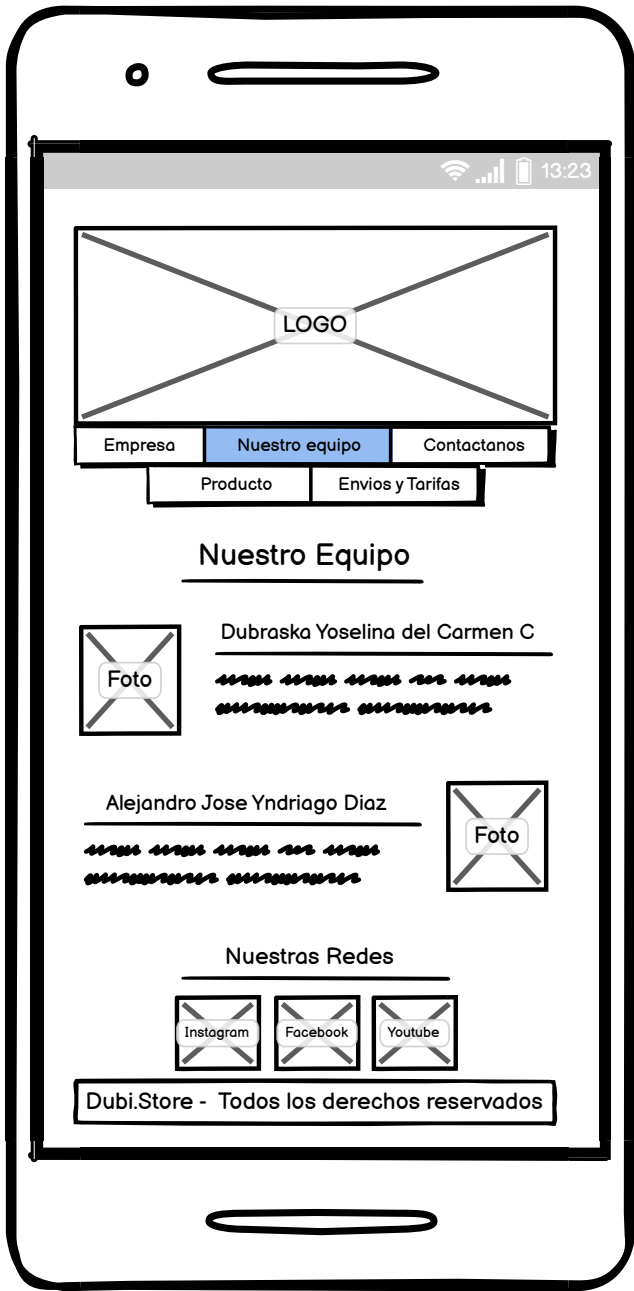 13:23
LOGO
Empresa Nuestro equipo Contactanos
Producto Envios y Tarifas
Nuestro Equipo
Dubraska Yoselina del Carmen C
Foto
Alejandro Jose Yndriago Diaz
Foto
Nuestras Redes
Instagram Facebook Youtube
Dubi.Store - Todos los derechos reservados